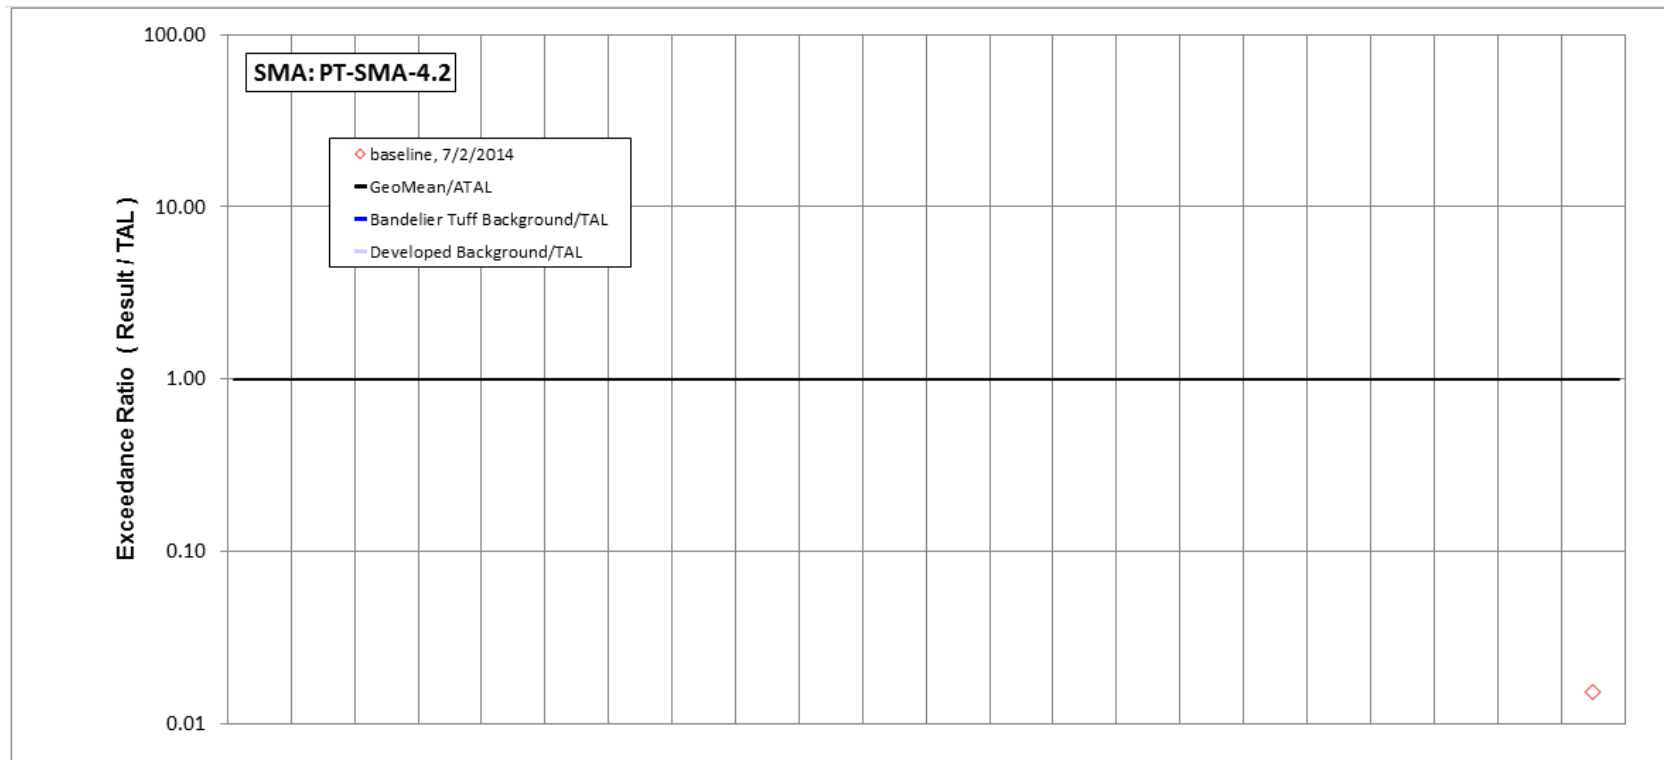 100.00
SMA: PT-SMA-4.2
baseline, 7/2/2014
GeoMean/ATAL
Bandelier Tuff Background/TAL
Developed Background/TAL
10.00
1.00
0.10
0.01
Exceedance Ratio ( Result / TAL )